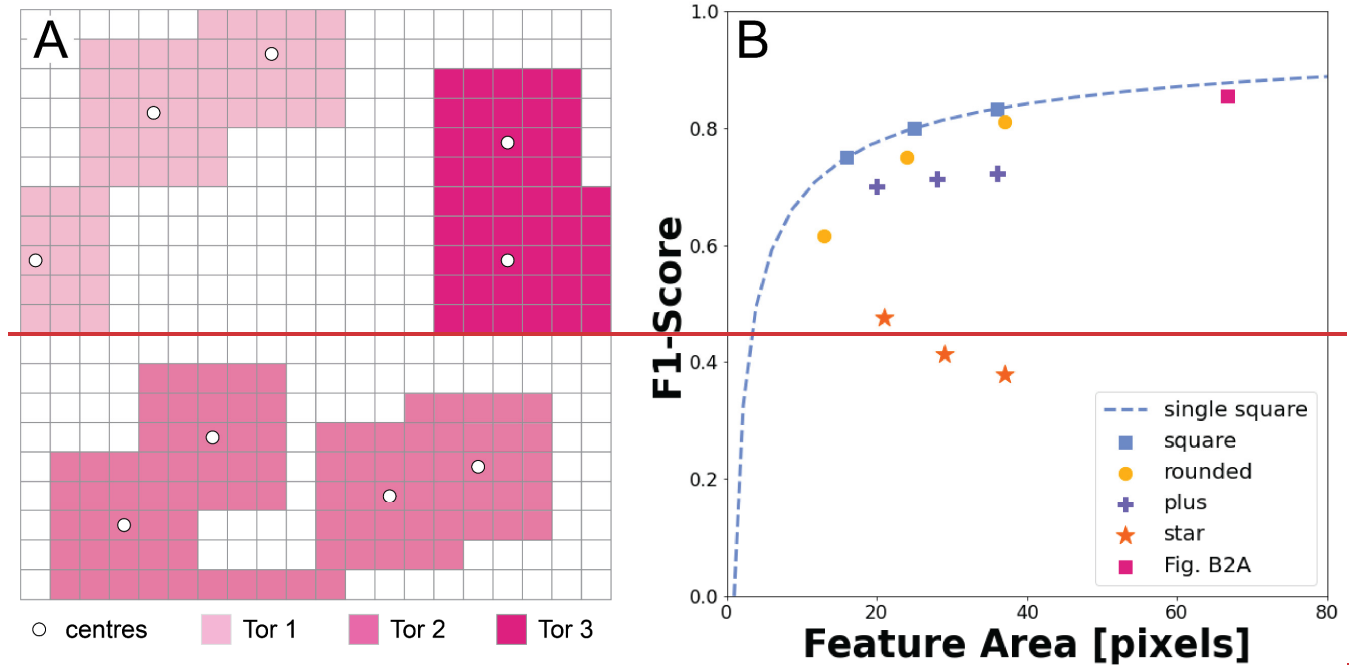 A
centres
Tor 1
Tor 2
Tor 3
B
F1-Score
1.0
0.8
0.6
0.4
0.2
0.0
0
20
40
60
80
Feature Area [pixels]
single square
square
rounded
plus
star
Fig. B2A